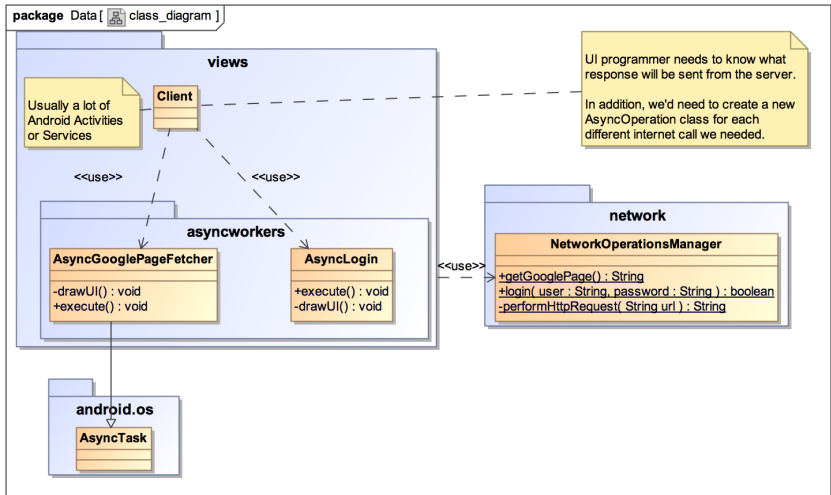 package Data [ class_diagram ]
views
UI programmer needs to know what
response will be sent from the server.
In addition, we'd need to create a new
AsyncOperation class for each
different internet call we needed.
Usually a lot of
Android Activities
or Services
Client
<<use>>
<<use>>
asyncworkers
AsyncGooglePageFetcher
-drawUI() : void
+execute() : void
AsyncLogin
+execute() : void
-drawUI() : void
<<use>>
network
NetworkOperationsManager
+getGooglePage() : String
+login( user : String, password : String ) : boolean
-performHttpRequest( String url ) : String
android.os
AsyncTask